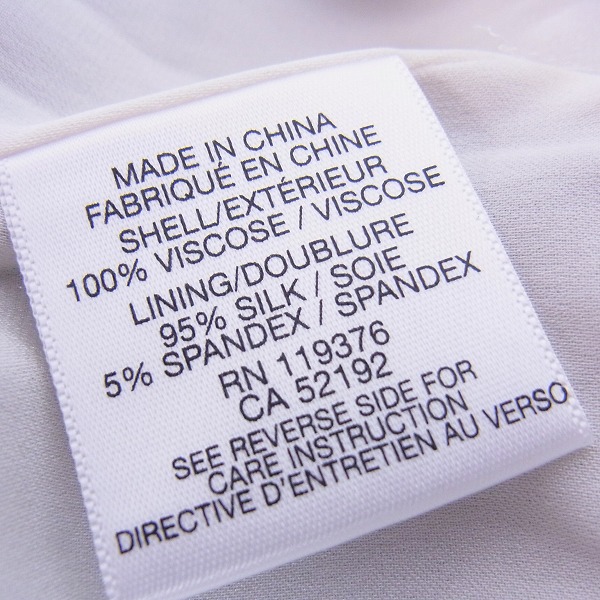 MADE IN CHINA
FABRIQUÉ EN CHINE
SHELL/EXTÉRIEUR
100% VISCOSE / VISCOSE
LINING/DOUBLURE
95% SILK / SOIE
5% SPANDEX / SPANDEX
RN 119376
CA 52192
SEE REVERSE SIDE FOR
CARE INSTRUCTION
DIRECTIVE D'ENTRETIEN AU VERSO